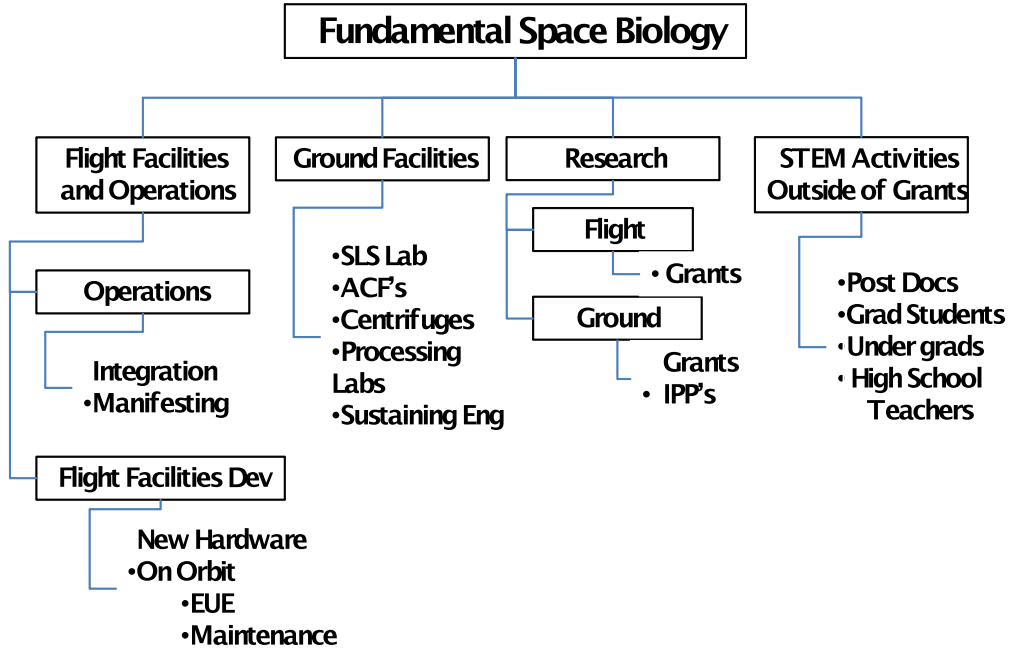 Fundamental Space Biology
Flight Facilities
and Operations
Operations
Integration
•Manifesting
Flight Facilities Dev
New Hardware
•On Orbit
•EUE
•Maintenance
Ground Facilities
•SLS Lab
•ACF's
•Centrifuges
•Processing
Labs
•Sustaining Eng
Research
Flight
• Grants
Ground
Grants
• IPP's
STEM Activities
Outside of Grants
•Post Docs
•Grad Students
•Under grads
• High School
Teachers